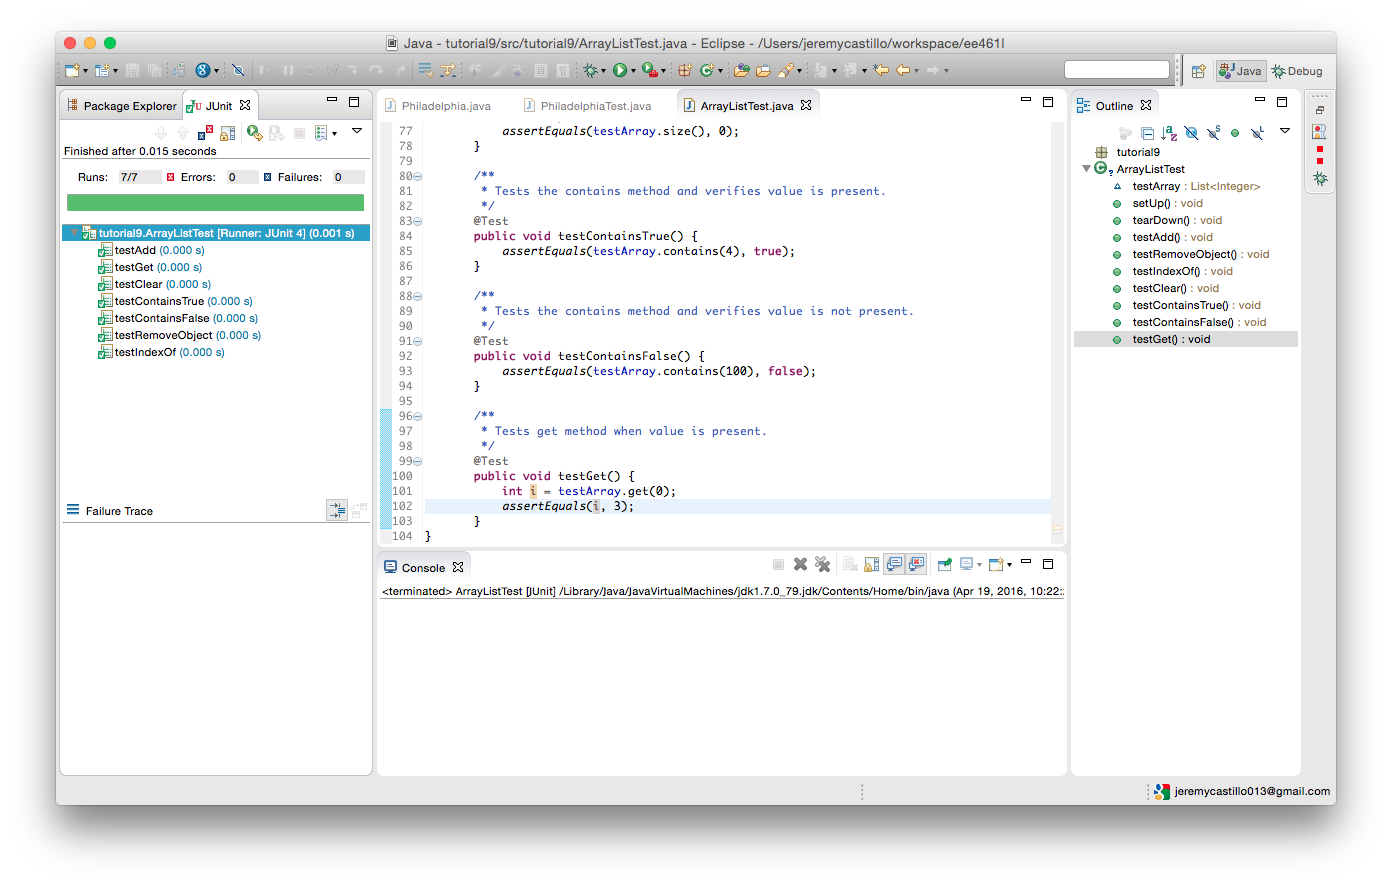 Java - tutorial9/src/tutorial9/ArrayListTest.java - Eclipse - /Users/jeremycastillo/workspace/ee461l
Java
Debug
Package Explorer
JUnit
Finished after 0.015 seconds
Runs: 7/7 Errors: 0 Failures: 0
tutorial9.ArrayListTest [Runner: JUnit 4] (0.001 s)
testAdd (0.000 s)
testGet (0.000 s)
testClear (0.000 s)
testContainsTrue (0.000 s)
testContainsFalse (0.000 s)
testRemoveObject (0.000 s)
testIndexOf (0.000 s)
Failure Trace
Philadelphia.java
PhiladelphiaTest.java
ArrayListTest.java
77 assertEquals(testArray.size(), 0);
78 }
79
80 /**
81 * Tests the contains method and verifies value is present.
82 */
83 @Test
84 public void testContainsTrue() {
85 assertEquals(testArray.contains(4), true);
86 }
87
88 /**
89 * Tests the contains method and verifies value is not present.
90 */
91 @Test
92 public void testContainsFalse() {
93 assertEquals(testArray.contains(100), false);
94 }
95
96 /**
97 * Tests get method when value is present.
98 */
99 @Test
100 public void testGet() {
101 int i = testArray.get(0);
102 assertEquals(i, 3);
103 }
104 }
Console
<terminated> ArrayListTest [JUnit] /Library/Java/JavaVirtualMachines/jdk1.7.0_79.jdk/Contents/Home/bin/java (Apr 19, 2016, 10:22:
Outline
tutorial9
ArrayListTest
testArray : List<Integer>
setUp() : void
tearDown() : void
testAdd() : void
testRemoveObject() : void
testIndexOf() : void
testClear() : void
testContainsTrue() : void
testContainsFalse() : void
testGet() : void
jeremycastillo013@gmail.com